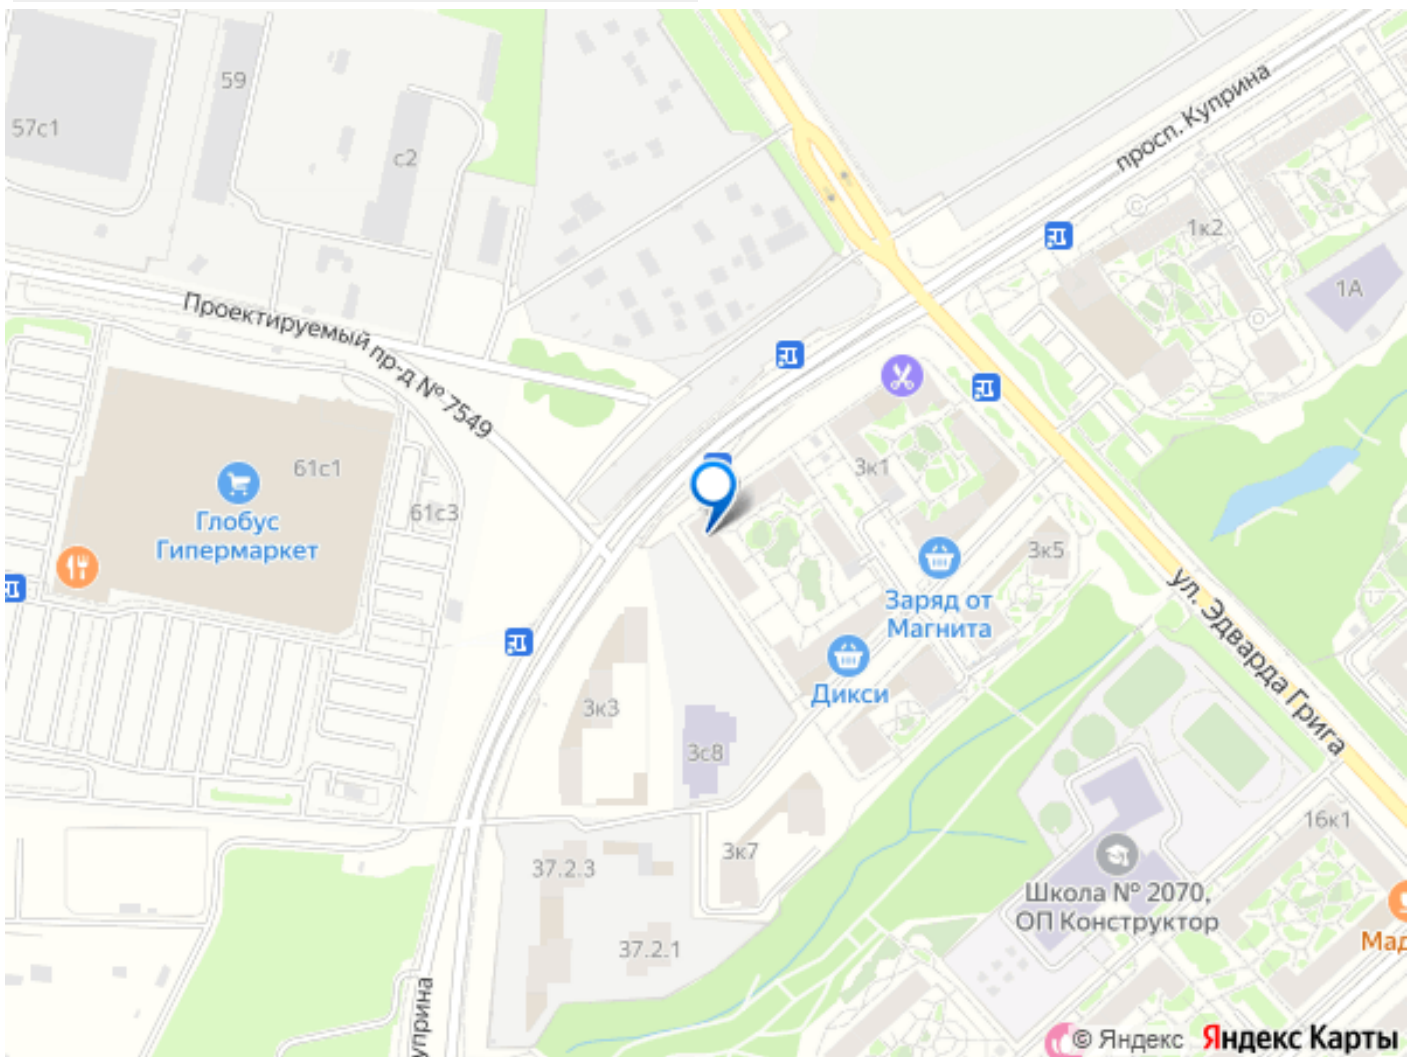 59
57с1
с2
просп. Куприна
1к2
1А
Проектируемый пр-д № 7549
61с1
61с3
Глобус
Гипермаркет
3к1
3к5
Заряд от
Магнита
ул. Эдварда Грига
Дикси
3к3
3с8
3к7
16к1
37.2.3
37.2.1
Школа № 2070,
ОП Конструктор
Мад
уприна
© Яндекс Яндекс Карты